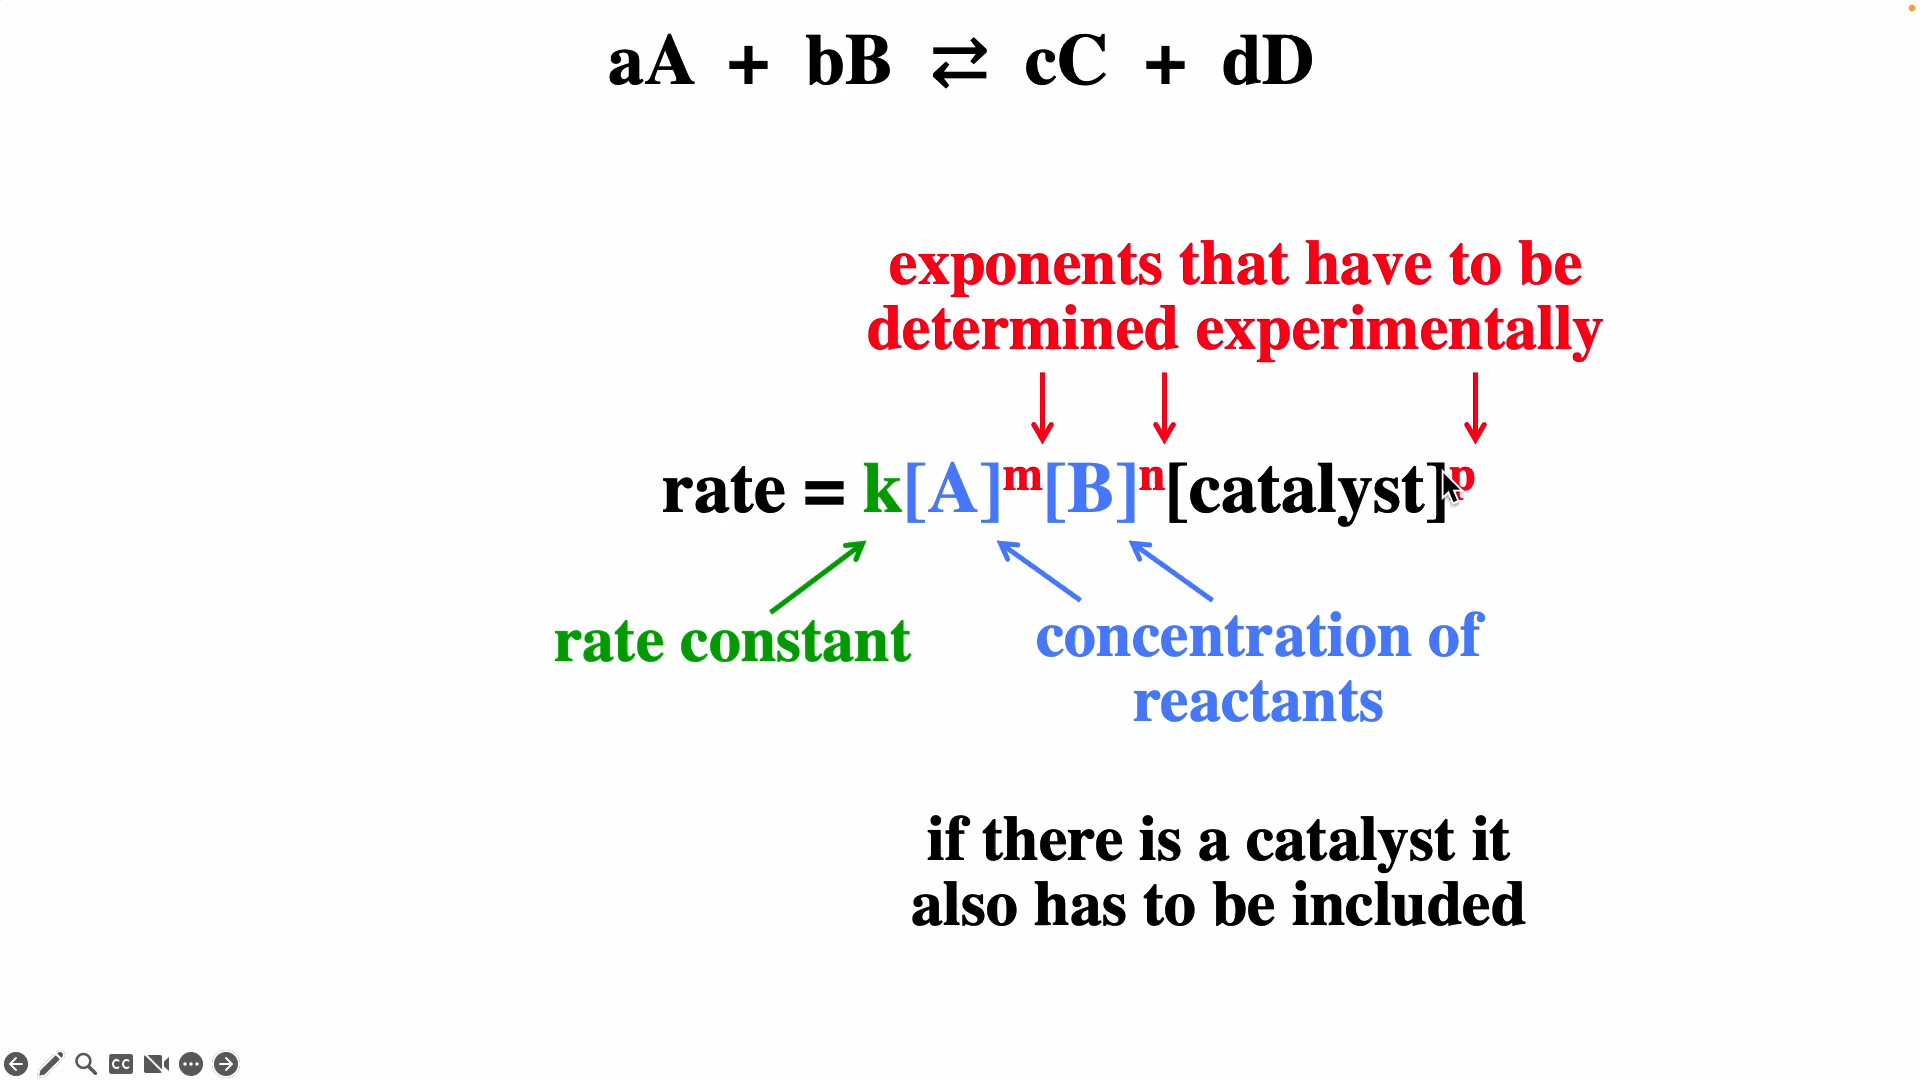 aA + bB ⇄ cC + dD
exponents that have to be
determined experimentally
rate = k[A]ᵐ[B]ⁿ[catalyst]ᵖ
rate constant
concentration of
reactants
if there is a catalyst it
also has to be included
CC